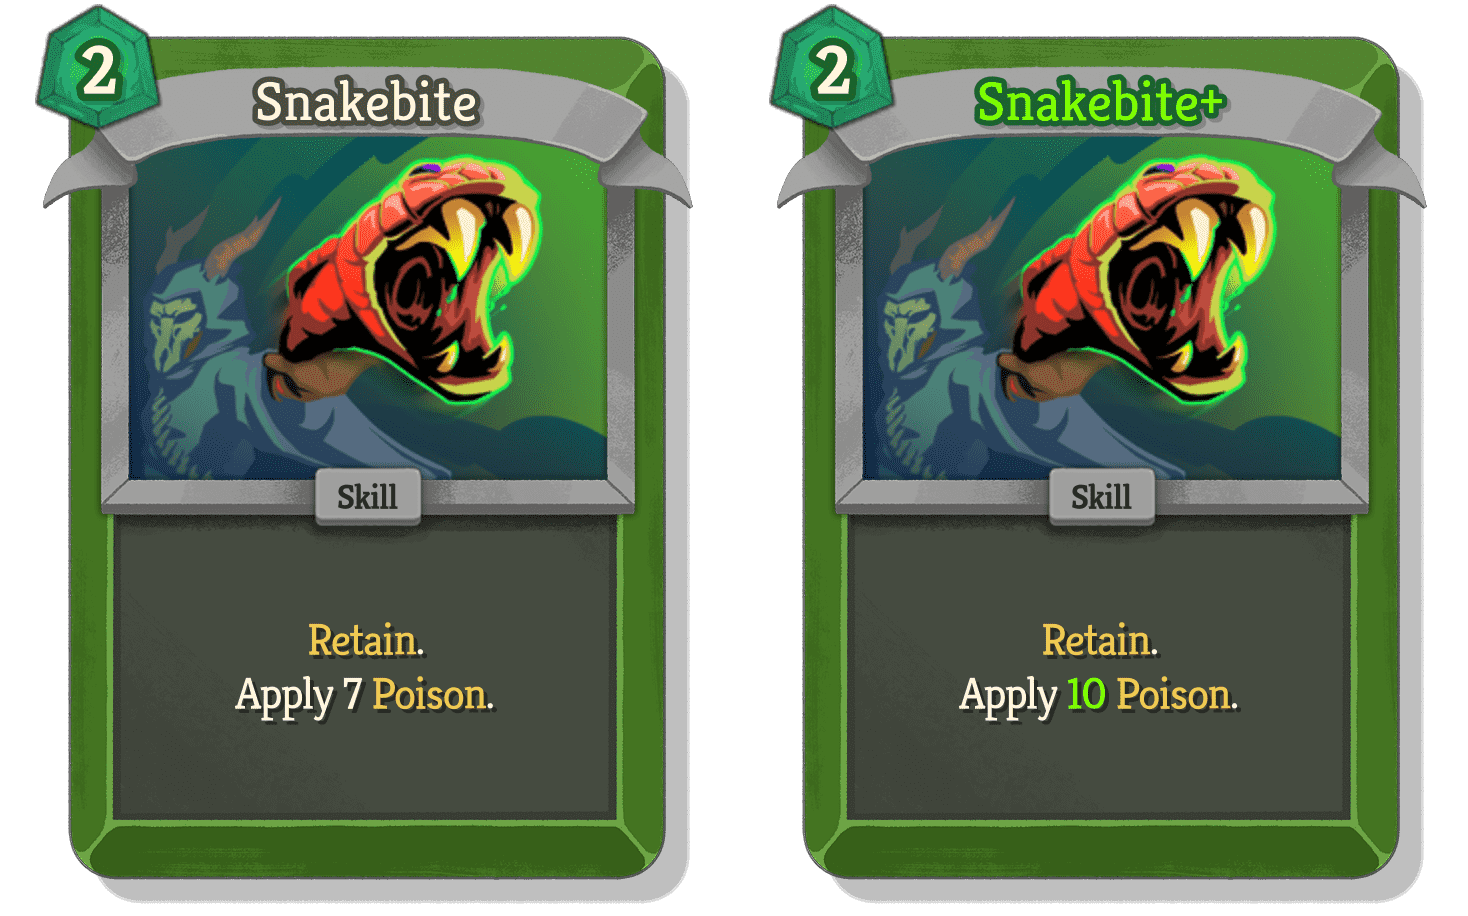 2
Snakebite
Skill
Retain.
Apply 7 Poison.
2
Snakebite+
Skill
Retain.
Apply 10 Poison.